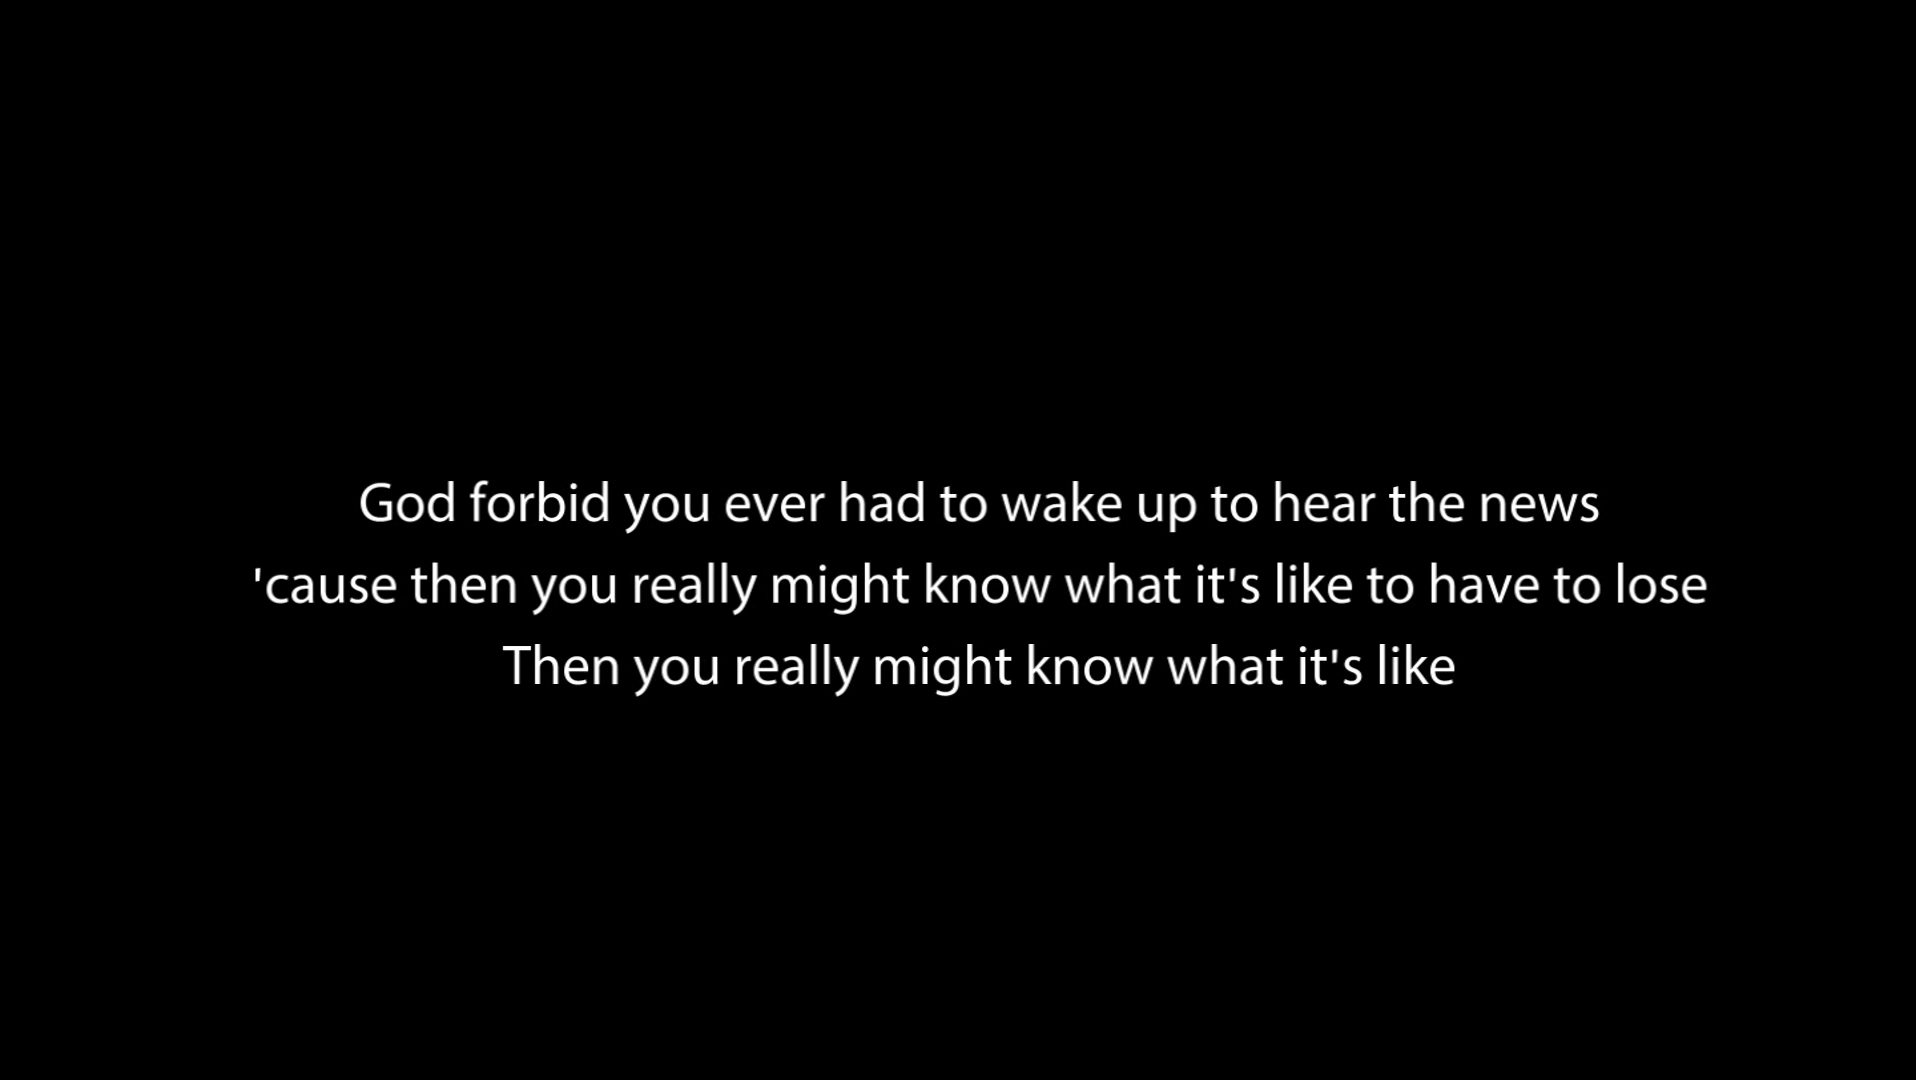 God forbid you ever had to wake up to hear the news
'cause then you really might know what it's like to have to lose
Then you really might know what it's like